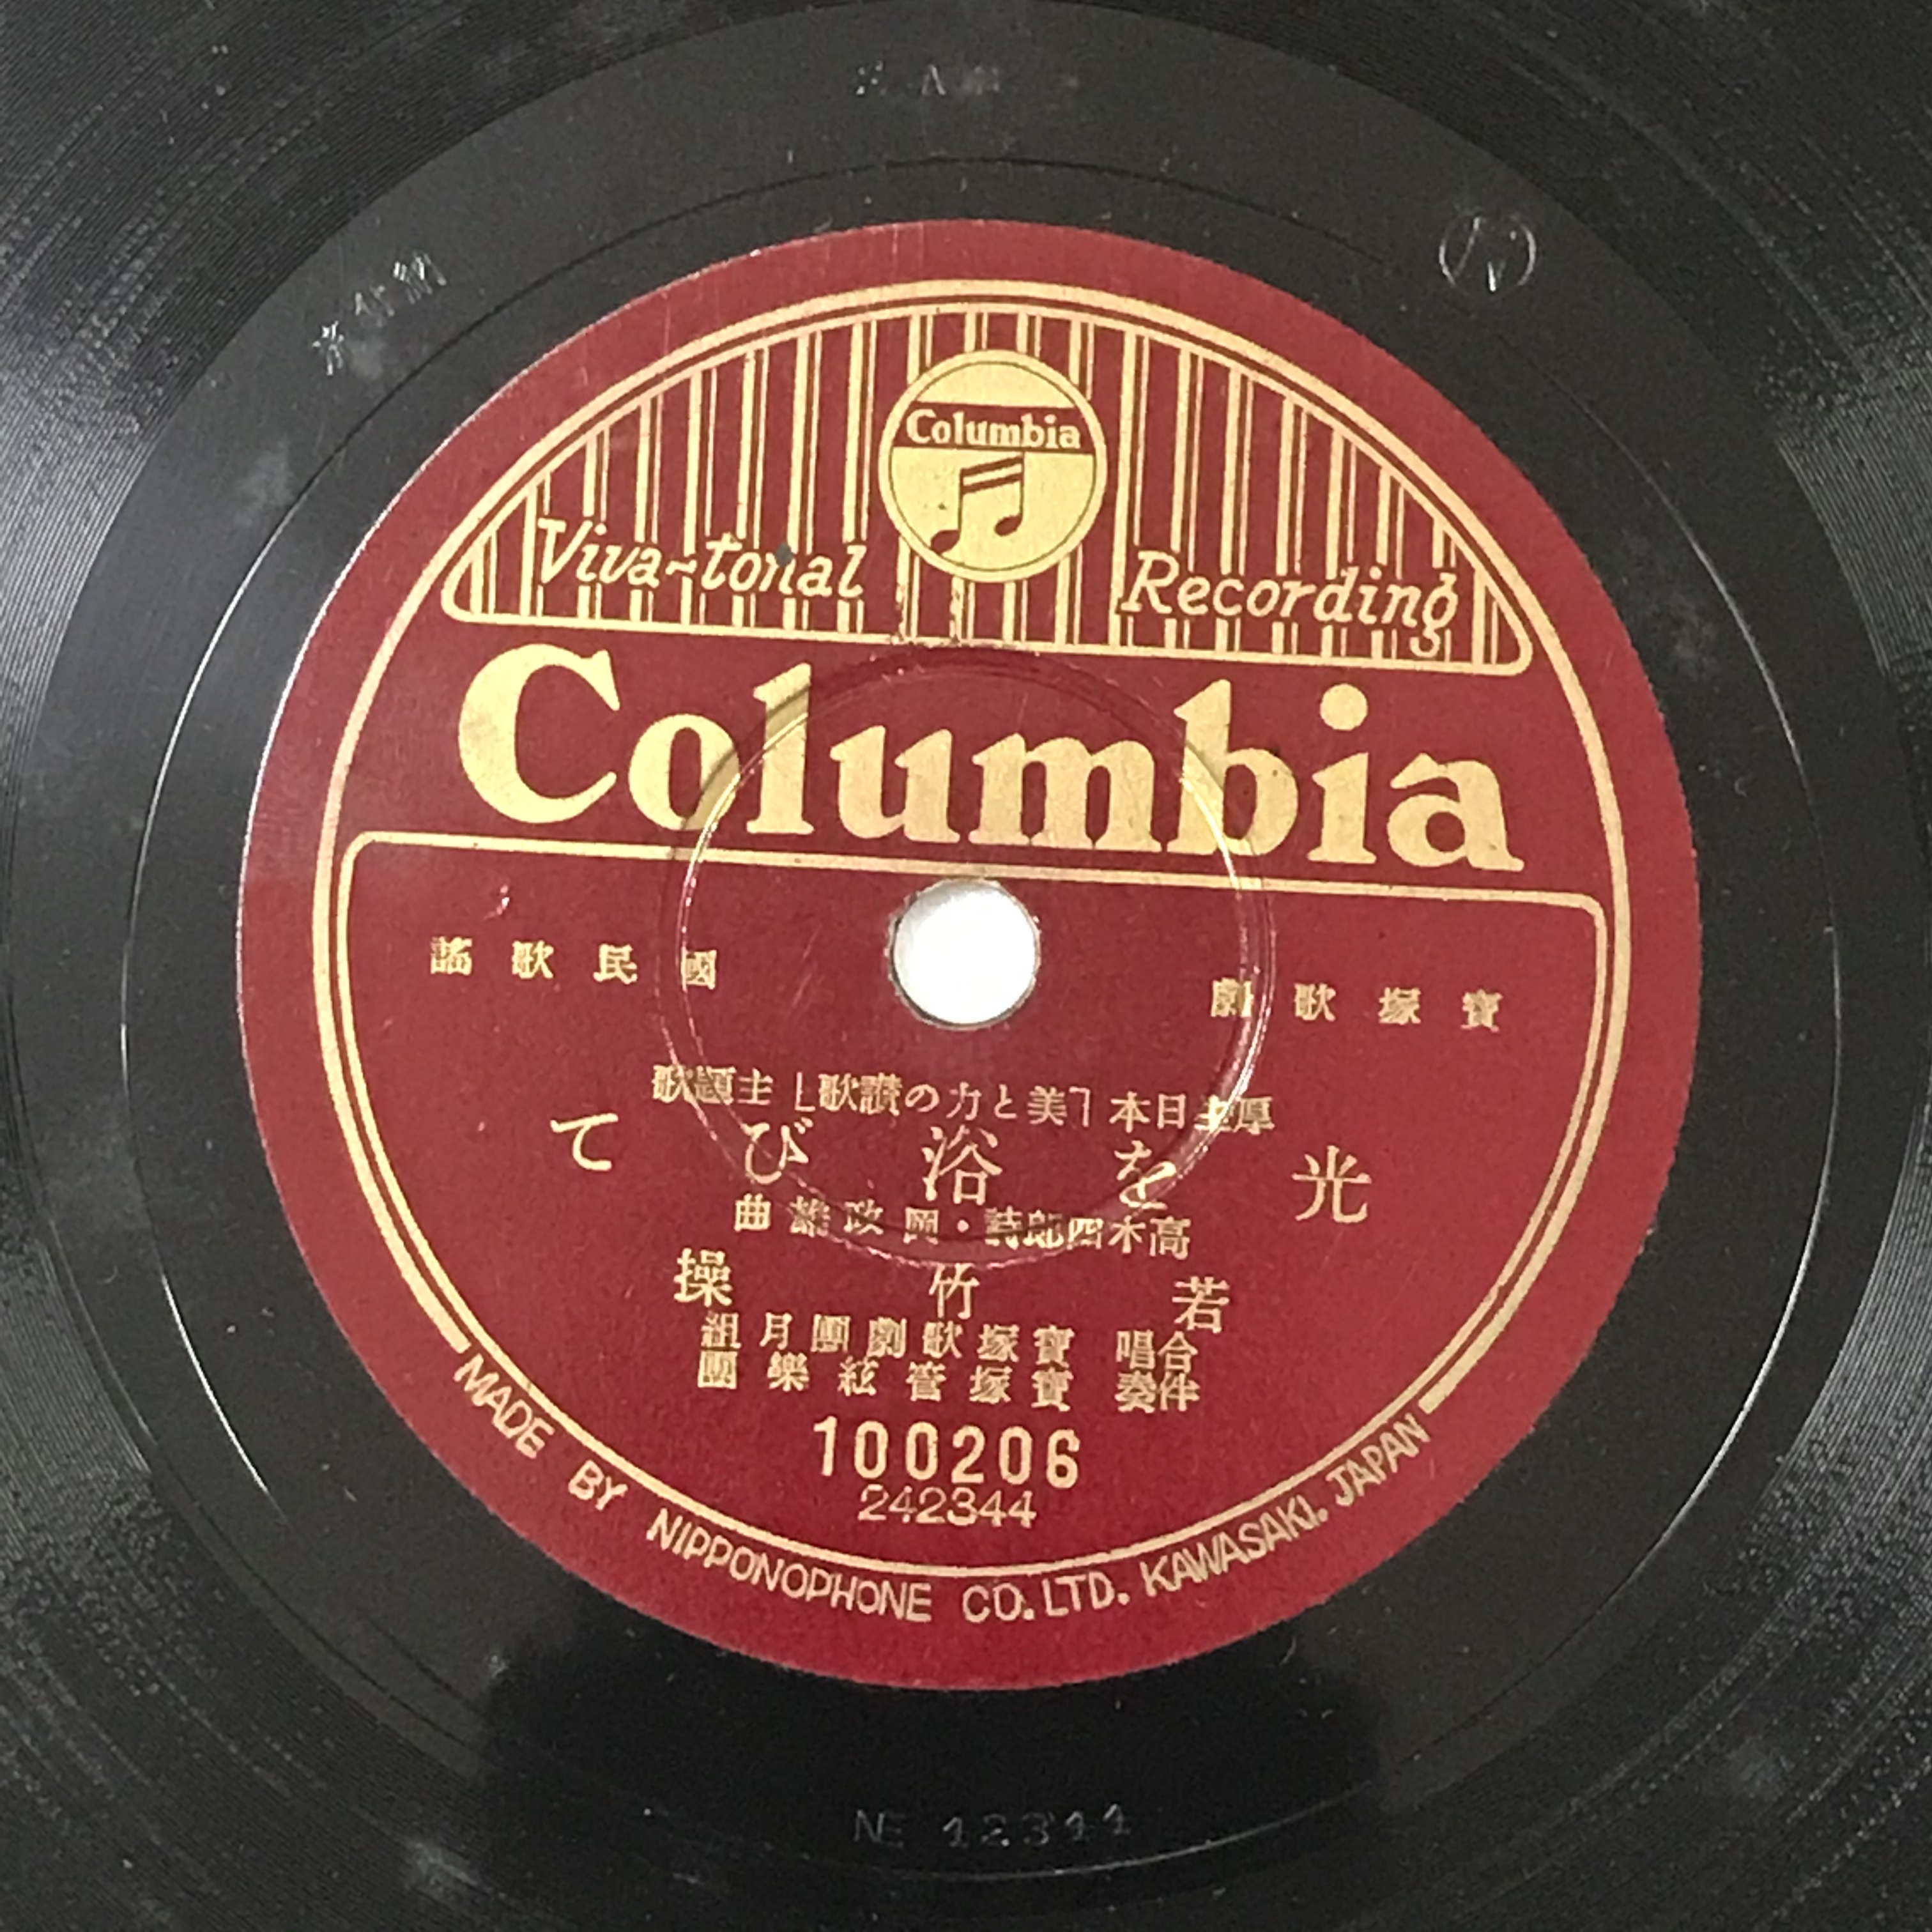 Columbia
Viva-tonal Recording
Columbia
寶塚歌劇
國民歌謠
厚生日本「美と力の讃歌」主題歌
光を浴びて
高木四郎詩・岡政雄曲
若竹操
合唱 寶塚歌劇團月組
伴奏 寶塚管絃樂團
100206
242344
MADE BY NIPPONOPHONE CO. LTD. KAWASAKI. JAPAN